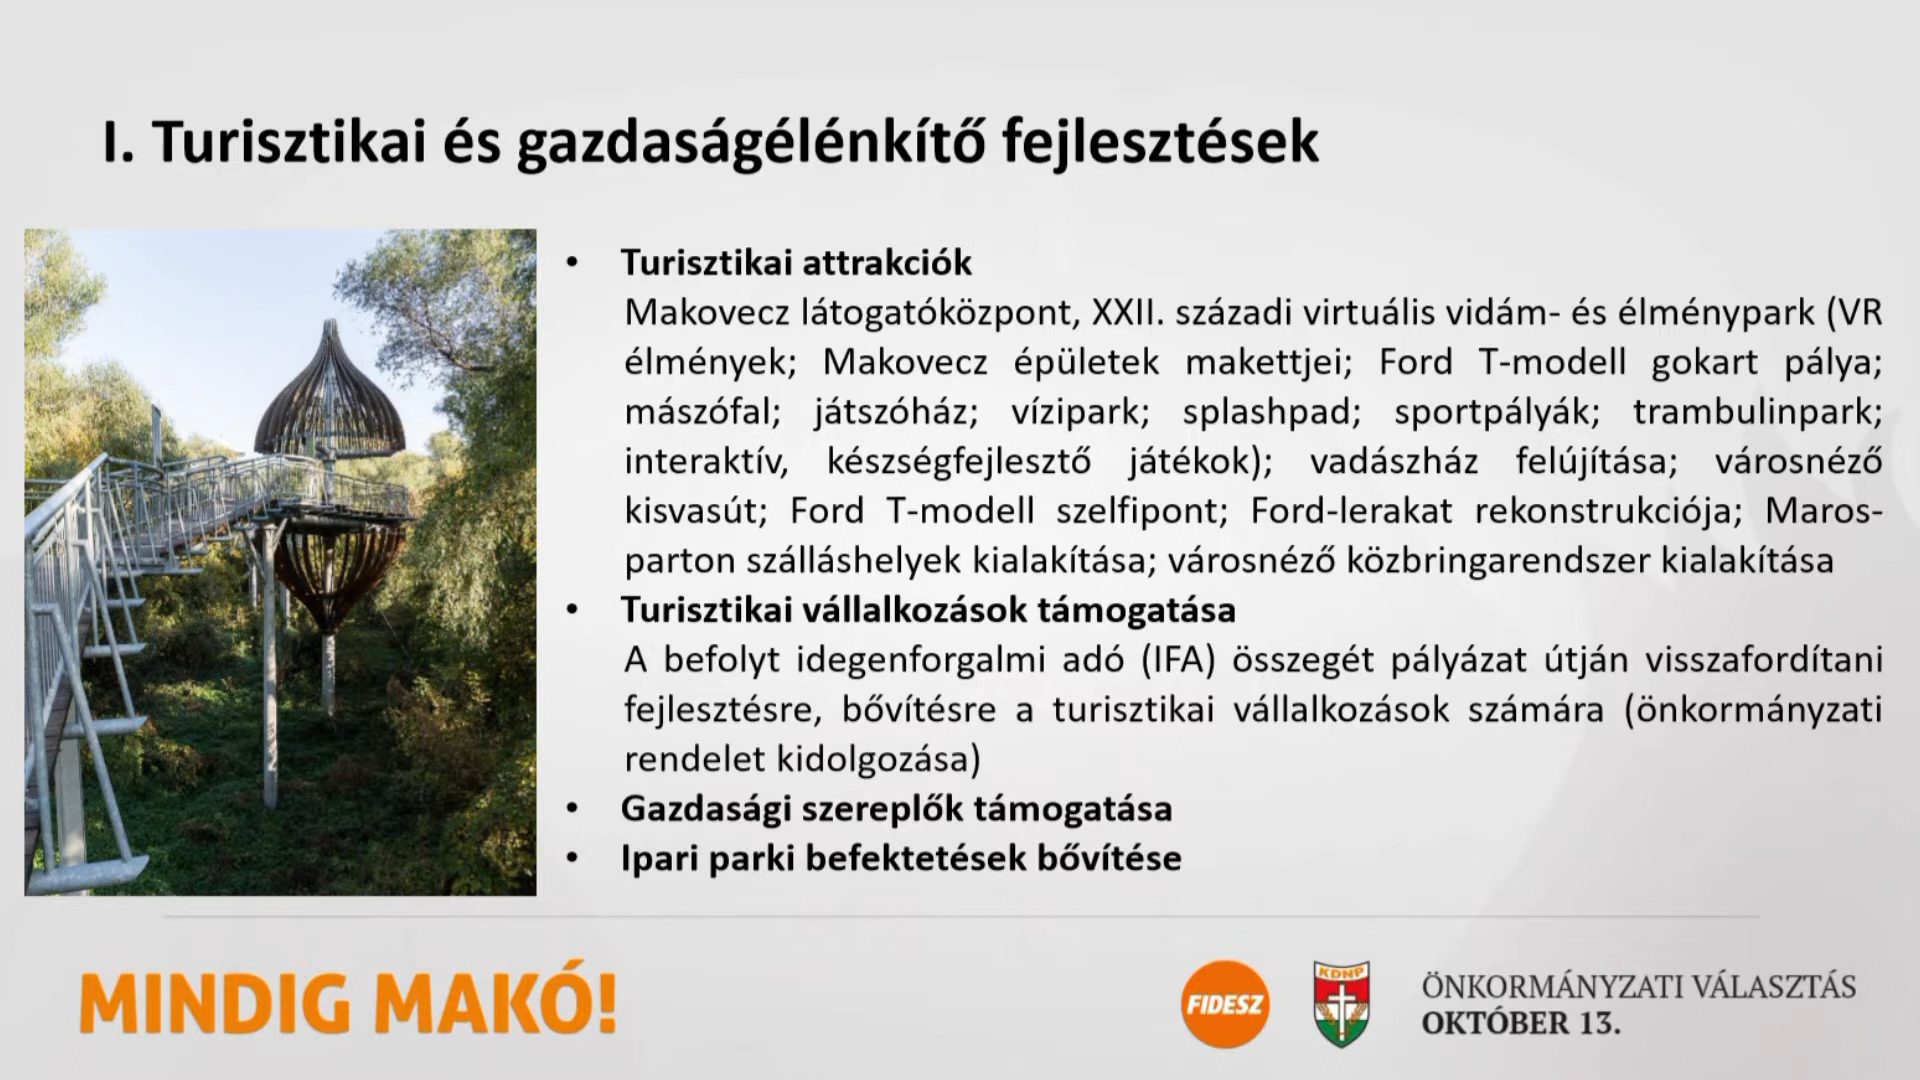 I. Turisztikai és gazdaságélénkítő fejlesztések
• Turisztikai attrakciók
Makovecz látogatóközpont, XXII. századi virtuális vidám- és élménypark (VR
élmények; Makovecz épületek makettjei; Ford T-modell gokart pálya;
mászófal; játszóház; vízipark; splashpad; sportpályák; trambulinpark;
interaktív, készségfejlesztő játékok); vadászház felújítása; városnéző
kisvasút; Ford T-modell szelfipont; Ford-lerakat rekonstrukciója; Maros-
parton szálláshelyek kialakítása; városnéző közbringarendszer kialakítása
• Turisztikai vállalkozások támogatása
A befolyt idegenforgalmi adó (IFA) összegét pályázat útján visszafordítani
fejlesztésre, bővítésre a turisztikai vállalkozások számára (önkormányzati
rendelet kidolgozása)
• Gazdasági szereplők támogatása
• Ipari parki befektetések bővítése
MINDIG MAKÓ!
FIDESZ
KDNP
ÖNKORMÁNYZATI VÁLASZTÁS
OKTÓBER 13.